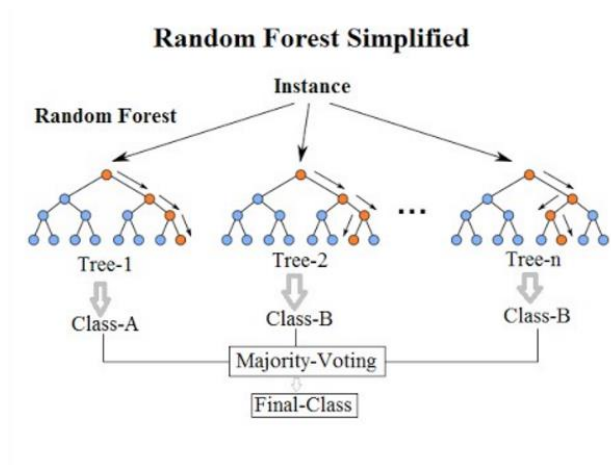 Random Forest Simplified
Instance
Random Forest
...
Tree-1
Tree-2
Tree-n
Class-A
Class-B
Class-B
Majority-Voting
Final-Class